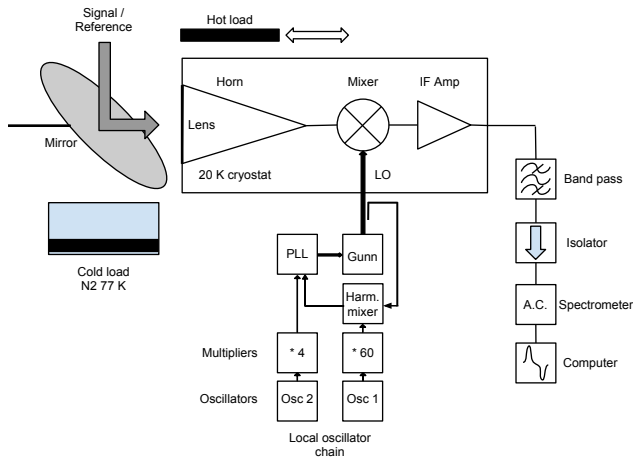 Signal /
Reference
Hot load
Horn
Mixer
IF Amp
Lens
Mirror
20 K cryostat
LO
Band pass
Cold load
N2 77 K
PLL
Gunn
Isolator
Harm.
mixer
A.C.
Spectrometer
Multipliers
* 4
* 60
Computer
Oscillators
Osc 2
Osc 1
Local oscillator
chain